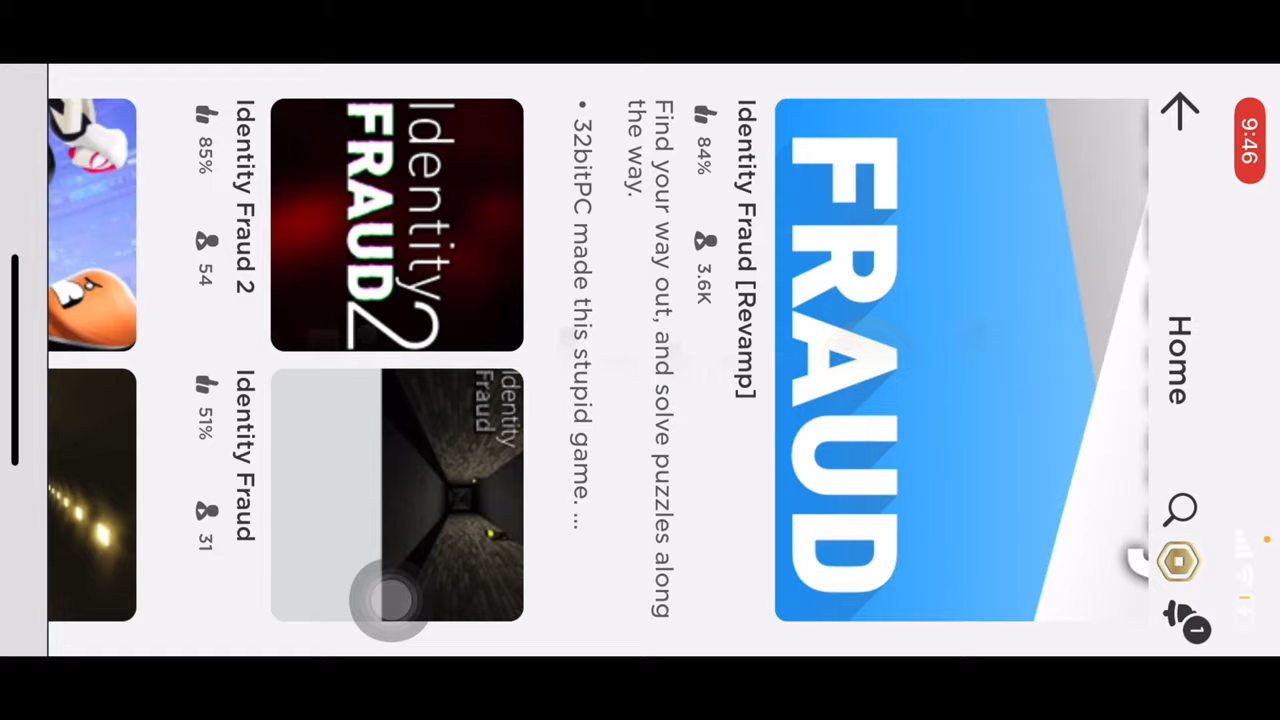 9:46
Home
1
FRAUD
Identity Fraud [Revamp]
84% 3.6K
Find your way out, and solve puzzles along
the way.
• 32bitPC made this stupid game. ...
Identity
FRAUD2
Identity Fraud 2
85% 54
Identity
Fraud
Identity Fraud
51% 31